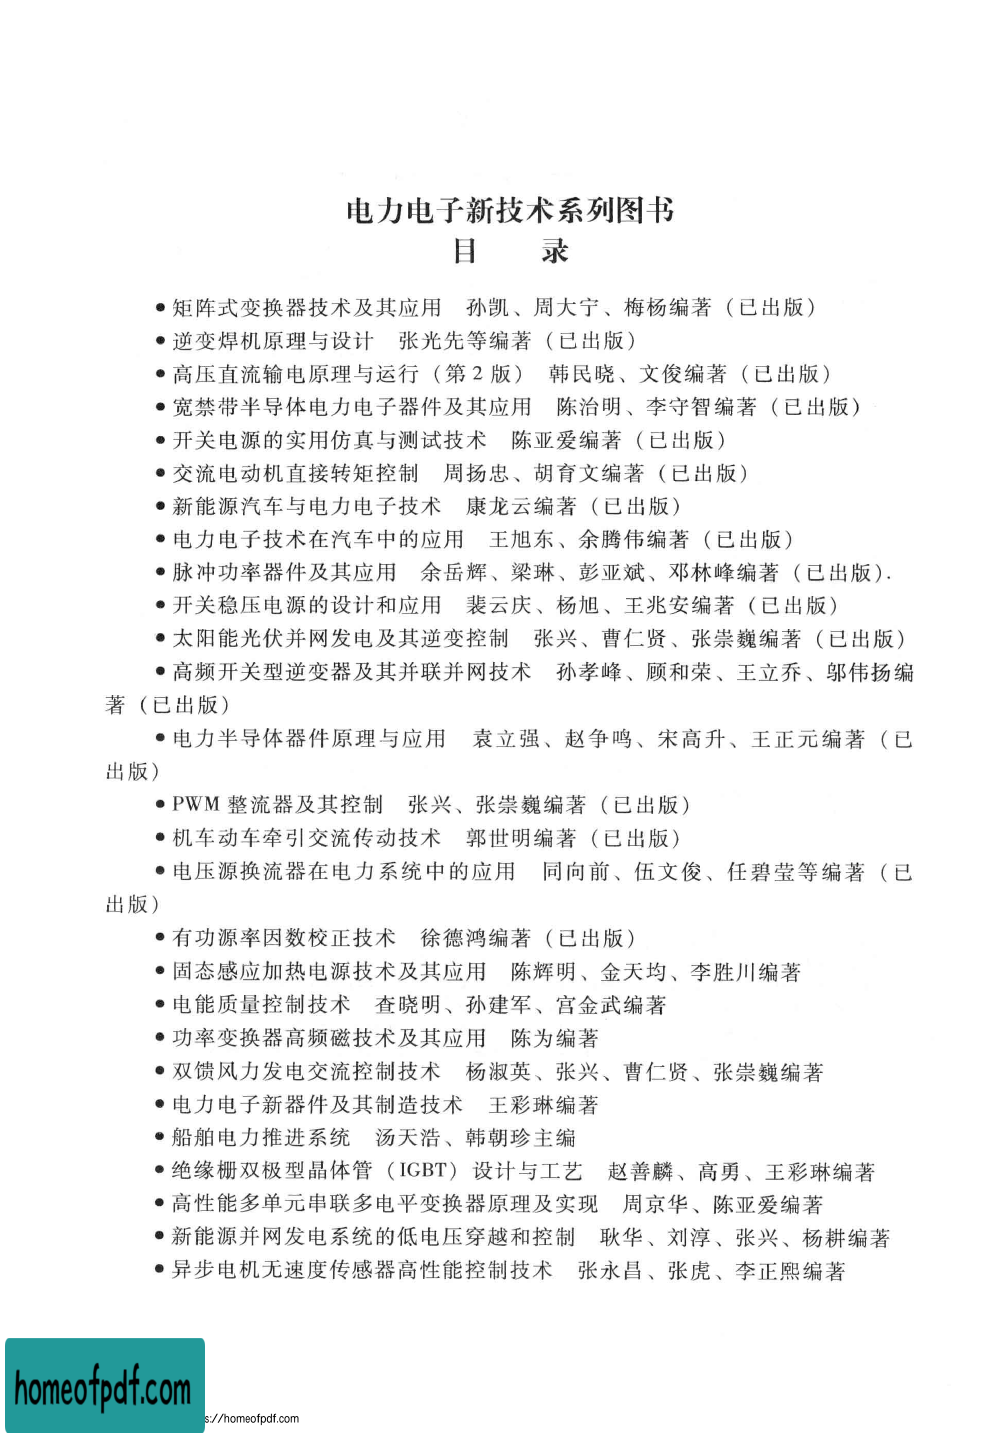 电力电子新技术系列图书
目 录
●矩阵式变换器技术及其应用 孙凯、周大宁、梅杨编著（已出版）
●逆变焊机原理与设计 张光先等编著（已出版）
●高压直流输电原理与运行（第2版） 韩民晓、文俊编著（已出版）
●宽禁带半导体电力电子器件及其应用 陈治明、李守智编著（已出版）
●开关电源的实用仿真与测试技术 陈亚爱编著（已出版）
●交流电动机直接转矩控制 周扬忠、胡育文编著（已出版）
●新能源汽车与电力电子技术 康龙云编著（已出版）
●电力电子技术在汽车中的应用 王旭东、余腾伟编著（已出版）
●脉冲功率器件及其应用 余岳辉、梁琳、彭亚斌、邓林峰编著（已出版）.
●开关稳压电源的设计和应用 裴云庆、杨旭、王兆安编著（已出版）
●太阳能光伏并网发电及其逆变控制 张兴、曹仁贤、张崇巍编著（已出版）
●高频开关型逆变器及其并联并网技术 孙孝峰、顾和荣、王立乔、邬伟扬编
著（已出版）
●电力半导体器件原理与应用 袁立强、赵争鸣、宋高升、王正元编著（已
出版）
●PWM 整流器及其控制 张兴、张崇巍编著（已出版）
●机车动车牵引交流传动技术 郭世明编著（已出版）
●电压源换流器在电力系统中的应用 同向前、伍文俊、任碧莹等编著（已
出版）
●有功源率因数校正技术 徐德鸿编著（已出版）
●固态感应加热电源技术及其应用 陈辉明、金天均、李胜川编著
●电能质量控制技术 查晓明、孙建军、宫金武编著
●功率变换器高频磁技术及其应用 陈为编著
●双馈风力发电交流控制技术 杨淑英、张兴、曹仁贤、张崇巍编著
●电力电子新器件及其制造技术 王彩琳编著
●船舶电力推进系统 汤天浩、韩朝珍主编
●绝缘栅双极型晶体管（IGBT）设计与工艺 赵善麟、高勇、王彩琳编著
●高性能多单元串联多电平变换器原理及实现 周京华、陈亚爱编著
●新能源并网发电系统的低电压穿越和控制 耿华、刘淳、张兴、杨耕编著
●异步电机无速度传感器高性能控制技术 张永昌、张虎、李正熙编著
homeofpdf.com
s://homeofpdf.com